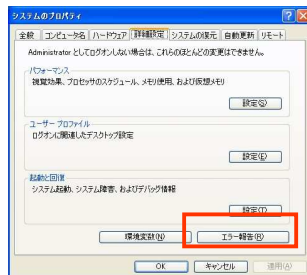 システムのプロパティ
全般 コンピュータ名 ハードウェア 詳細設定 システムの復元 自動更新 リモート
Administrator としてログオンしない場合は、これらのほとんどの変更はできません。
パフォーマンス
視覚効果、プロセッサのスケジュール、メモリ使用、および仮想メモリ
設定(S)
ユーザー プロファイル
ログオンに関連したデスクトップ設定
設定(E)
起動と回復
システム起動、システム障害、およびデバッグ情報
設定(T)
環境変数(N) エラー報告(R)
OK キャンセル 適用(A)